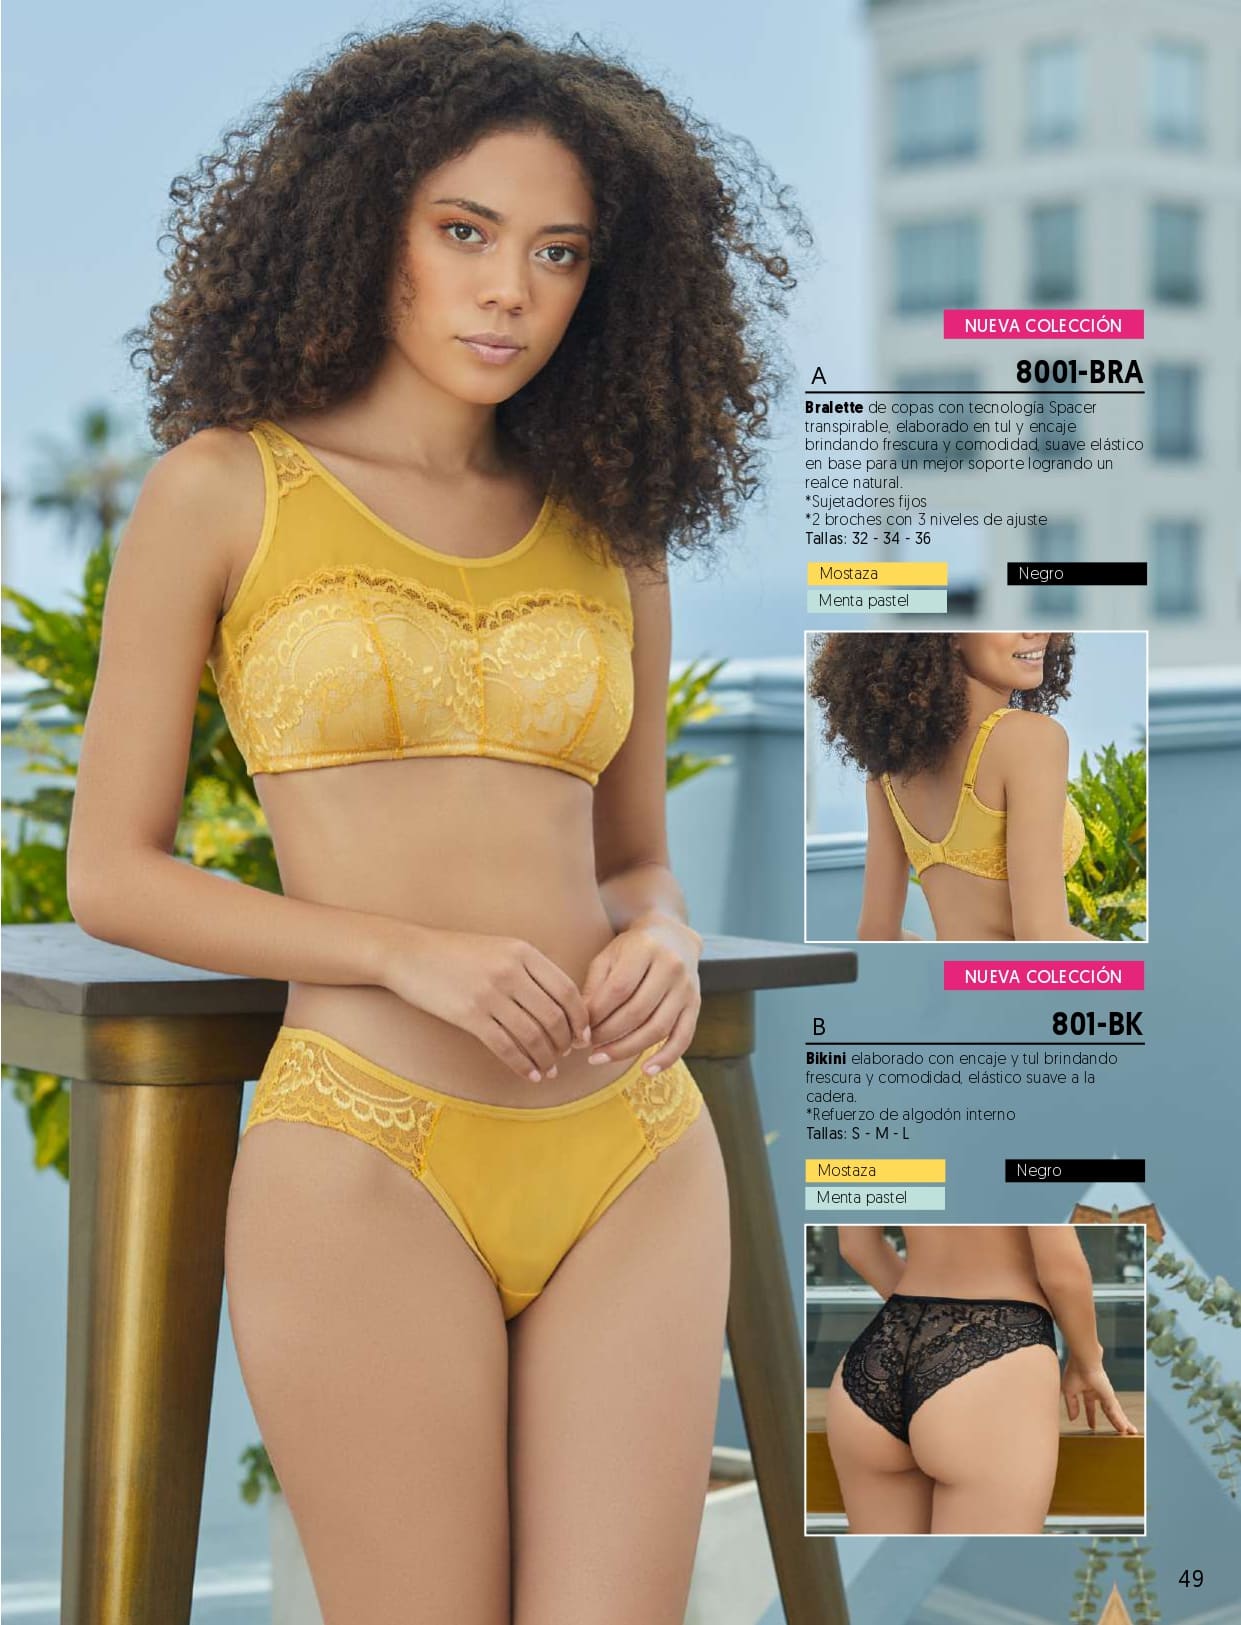 NUEVA COLECCIÓN
A 8001-BRA
Bralette de copas con tecnología Spacer
transpirable, elaborado en tul y encaje
brindando frescura y comodidad, suave elástico
en base para un mejor soporte logrando un
realce natural.
*Sujetadores fijos
*2 broches con 3 niveles de ajuste
Tallas: 32 - 34 - 36
Mostaza Negro
Menta pastel
NUEVA COLECCIÓN
B 801-BK
Bikini elaborado con encaje y tul brindando
frescura y comodidad, elástico suave a la
cadera.
*Refuerzo de algodón interno
Tallas: S - M - L
Mostaza Negro
Menta pastel
49